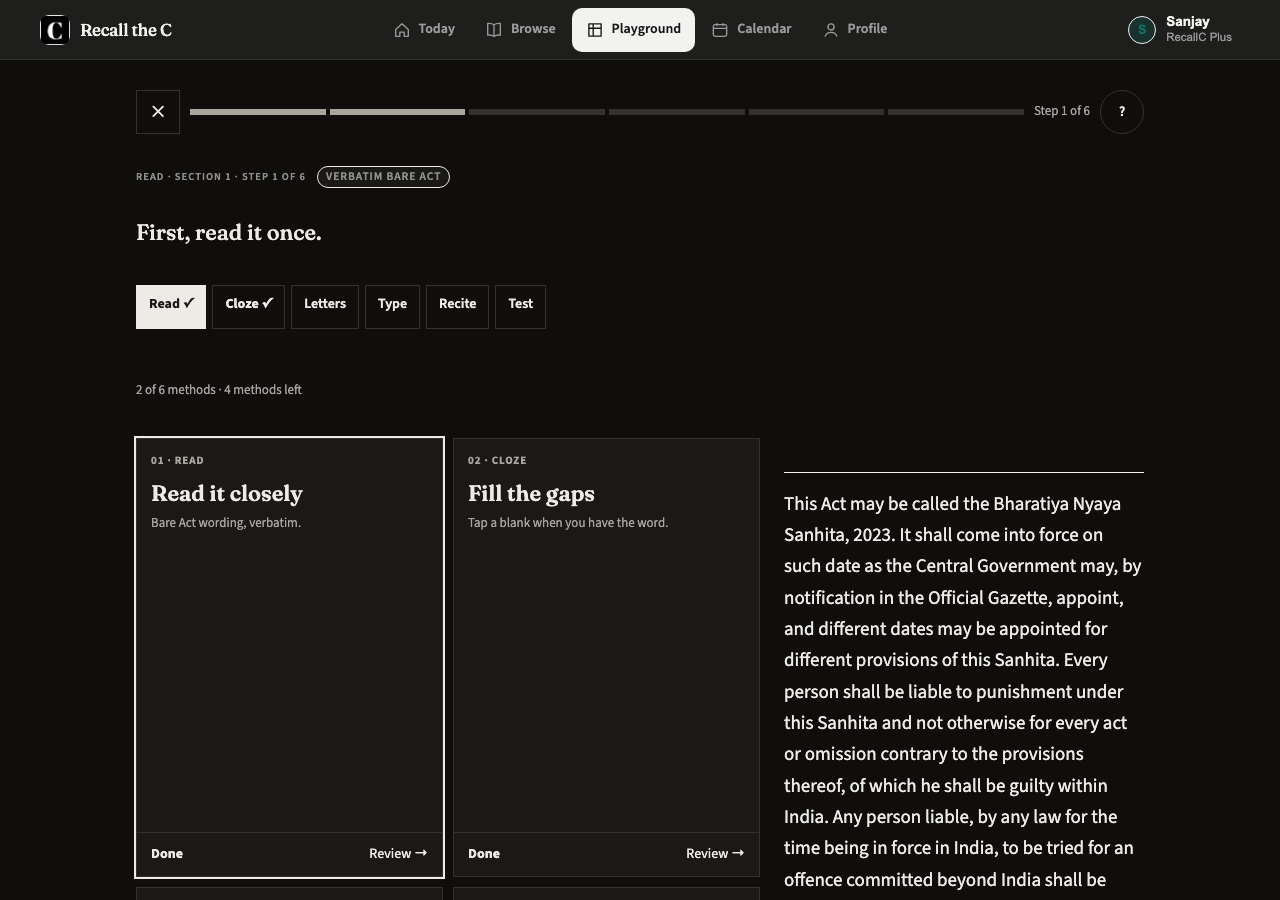 C Recall the C
Today
Browse
Playground
Calendar
Profile
S
Sanjay
RecallC Plus
×
Step 1 of 6
?
READ · SECTION 1 · STEP 1 OF 6
VERBATIM BARE ACT
First, read it once.
Read ✓
Cloze ✓
Letters
Type
Recite
Test
2 of 6 methods · 4 methods left
01 · READ
Read it closely
Bare Act wording, verbatim.
Done
Review →
02 · CLOZE
Fill the gaps
Tap a blank when you have the word.
Done
Review →
This Act may be called the Bharatiya Nyaya
Sanhita, 2023. It shall come into force on
such date as the Central Government may, by
notification in the Official Gazette, appoint,
and different dates may be appointed for
different provisions of this Sanhita. Every
person shall be liable to punishment under
this Sanhita and not otherwise for every act
or omission contrary to the provisions
thereof, of which he shall be guilty within
India. Any person liable, by any law for the
time being in force in India, to be tried for an
offence committed beyond India shall be